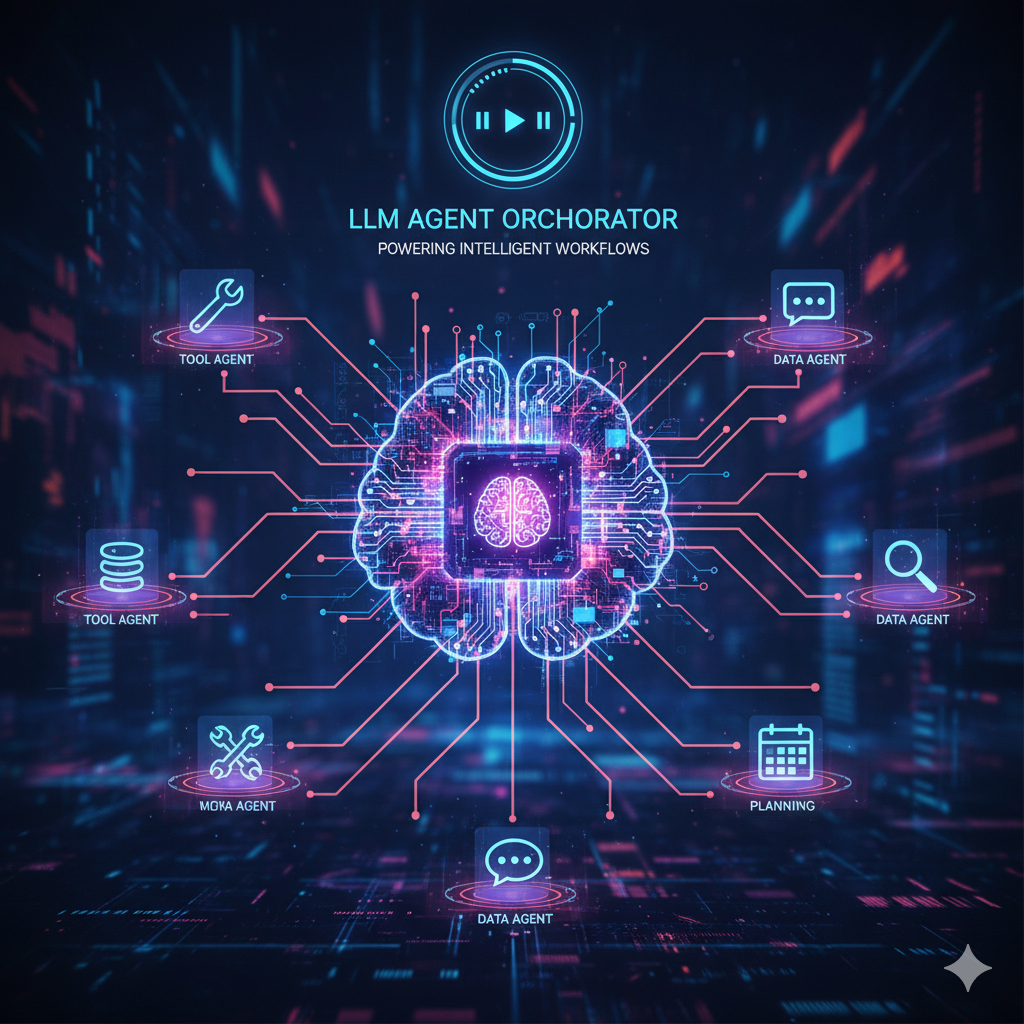 LLM AGENT ORCHORATOR
POWERING INTELLIGENT WORKFLOWS
TOOL AGENT
DATA AGENT
TOOL AGENT
DATA AGENT
MOKA AGENT
PLANNING
DATA AGENT